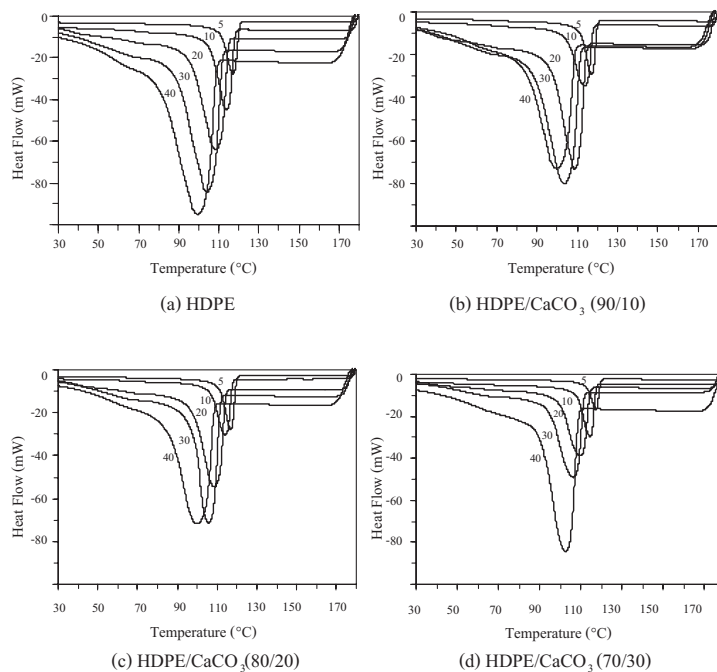 0
-20
-40
-60
-80
Heat Flow (mW)
5
10
20
30
40
30 50 70 90 110 130 150 170
Temperature (°C)
(a) HDPE
0
-20
-40
-60
-80
Heat Flow (mW)
5
10
20
30
40
30 50 70 90 110 130 150 170
Temperature (°C)
(b) HDPE/CaCO3 (90/10)
0
-20
-40
-60
-80
Heat Flow (mW)
5
10
20
30
40
30 50 70 90 110 130 150 170
Temperature (°C)
(c) HDPE/CaCO3(80/20)
0
-20
-40
-60
-80
Heat Flow (mW)
5
10
20
30
40
30 50 70 90 110 130 150 170
Temperature (°C)
(d) HDPE/CaCO3 (70/30)